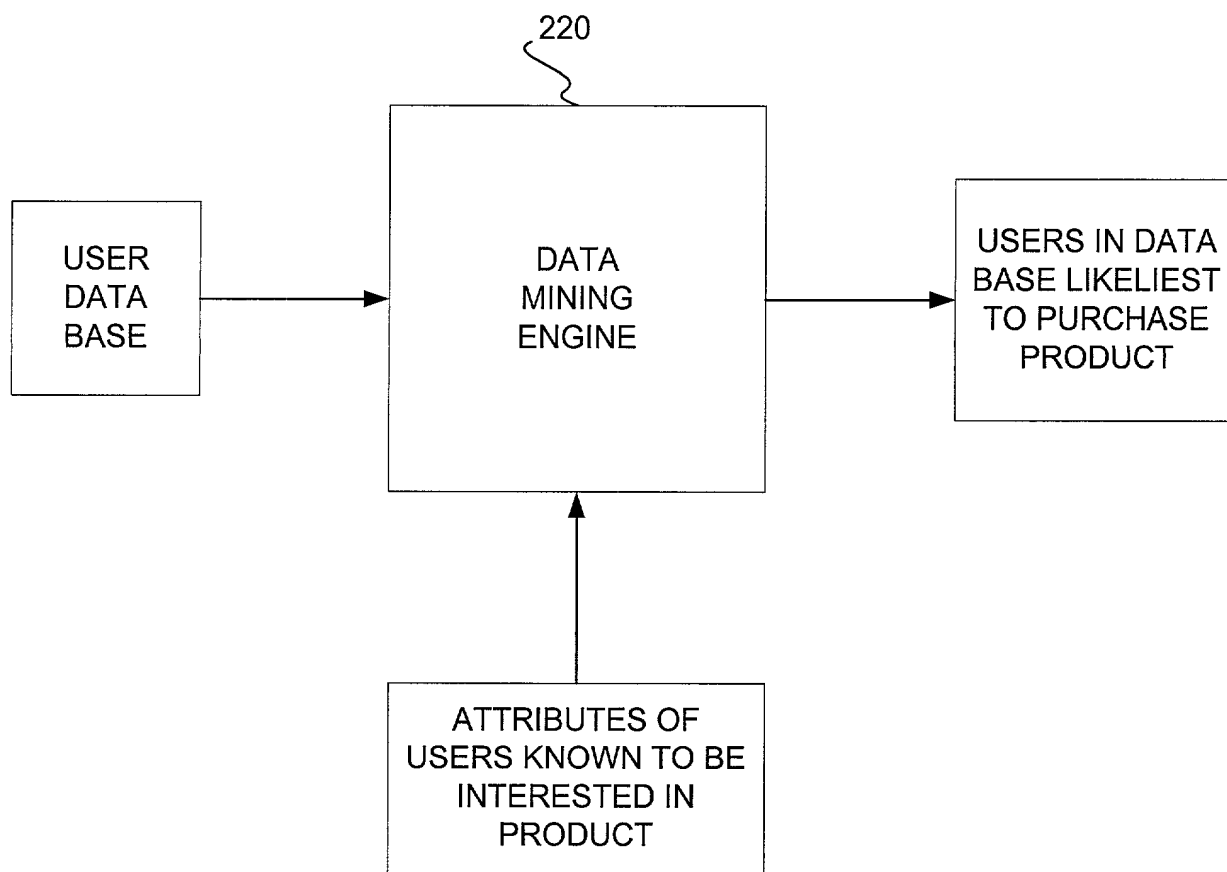 220
USER
DATA
BASE
DATA
MINING
ENGINE
USERS IN DATA
BASE LIKELIEST
TO PURCHASE
PRODUCT
ATTRIBUTES OF
USERS KNOWN TO BE
INTERESTED IN
PRODUCT